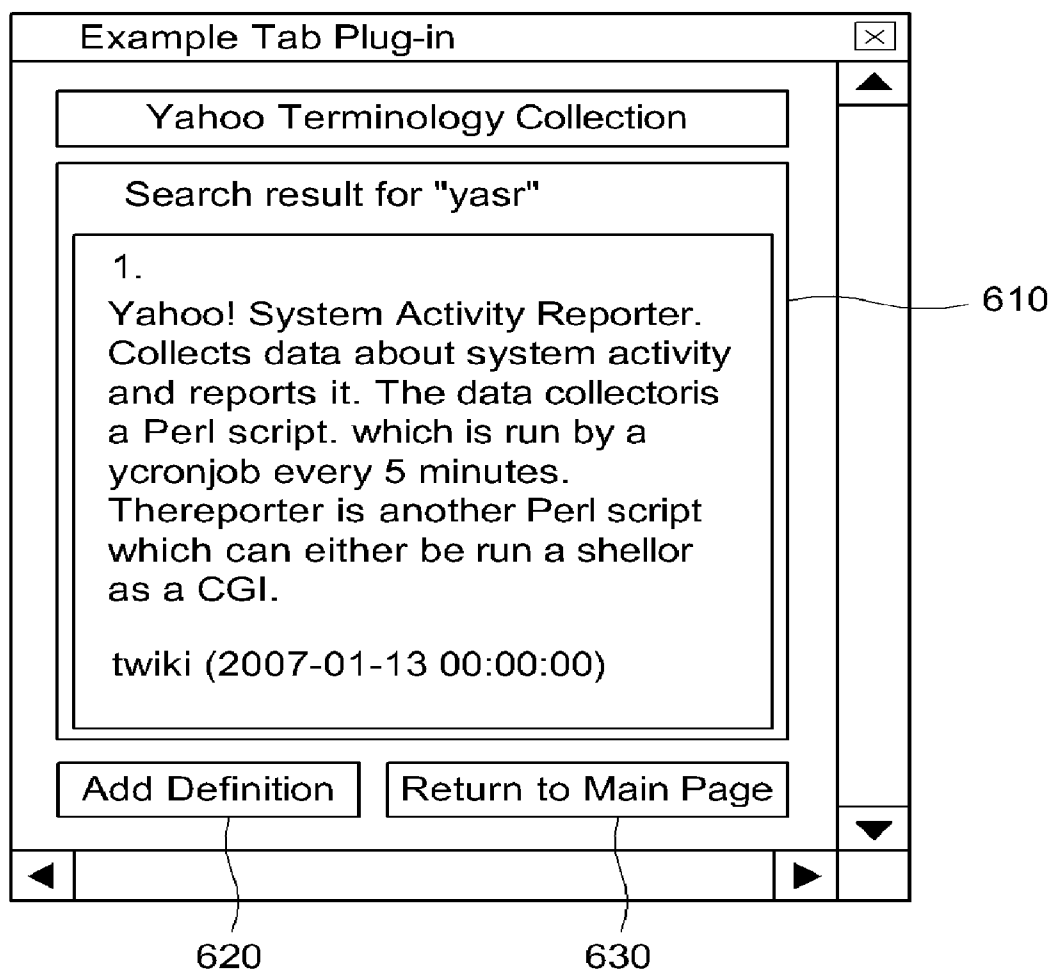 Example Tab Plug-in
Yahoo Terminology Collection
Search result for "yasr"
1.
Yahoo! System Activity Reporter.
Collects data about system activity
and reports it. The data collectoris
a Perl script. which is run by a
ycronjob every 5 minutes.
Thereporter is another Perl script
which can either be run a shellor
as a CGI.
twiki (2007-01-13 00:00:00)
610
Add Definition
Return to Main Page
620
630